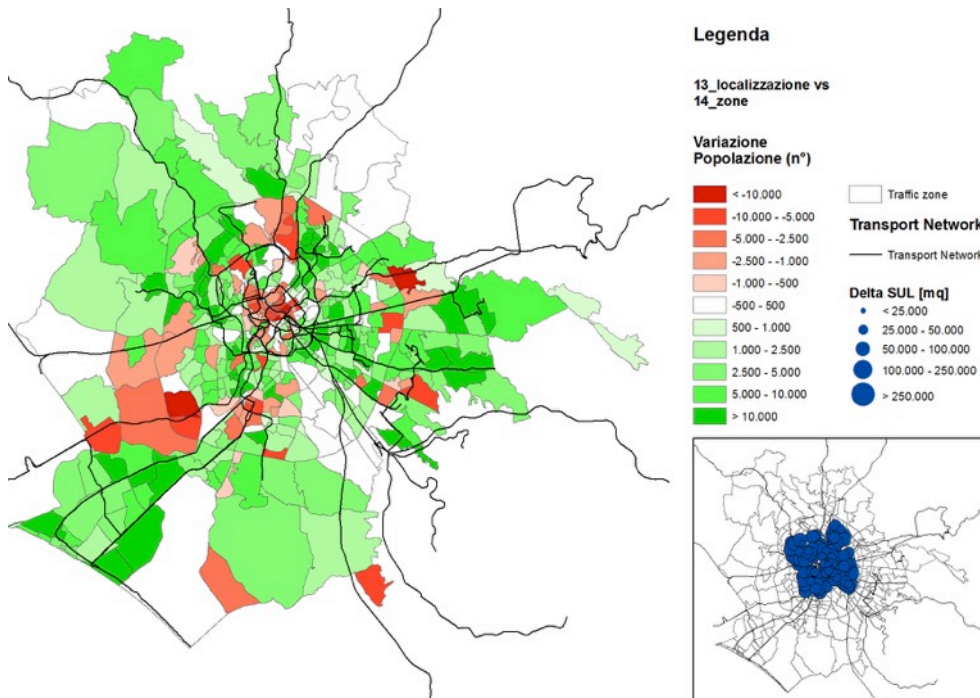 Legenda
13_localizzazione vs
14_zone
Variazione
Popolazione (n°)
< -10.000
-10.000 - -5.000
-5.000 - -2.500
-2.500 - -1.000
-1.000 - -500
-500 - 500
500 - 1.000
1.000 - 2.500
2.500 - 5.000
5.000 - 10.000
> 10.000
Traffic zone
Transport Network
Transport Network
Delta SUL [mq]
< 25.000
25.000 - 50.000
50.000 - 100.000
100.000 - 250.000
> 250.000